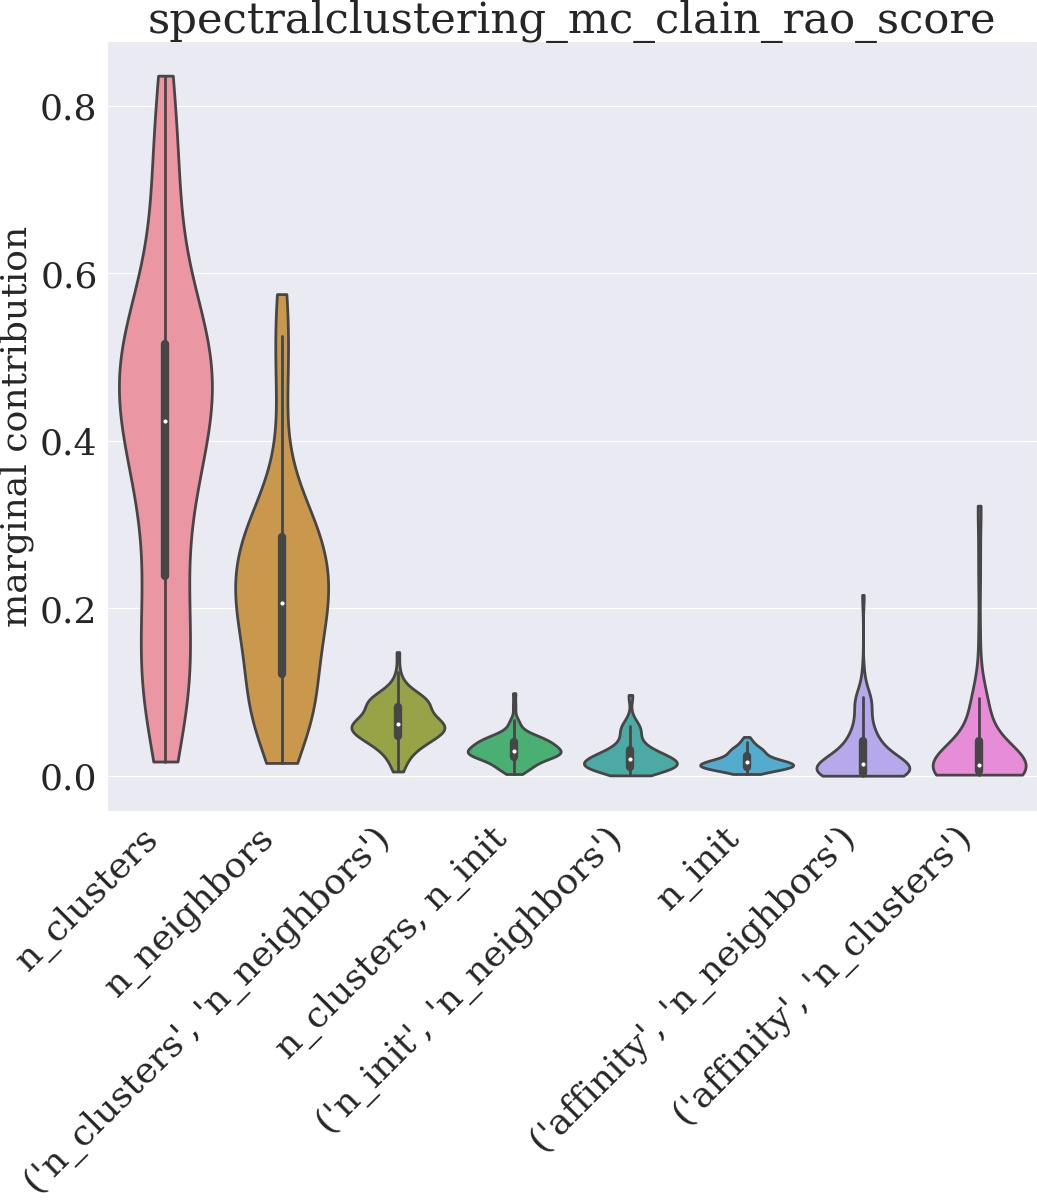 spectralclustering_mc_clain_rao_score
marginal contribution
0.8
0.6
0.4
0.2
0.0
n_clusters
n_neighbors
('n_clusters', 'n_neighbors')
n_clusters, n_init
('n_init', 'n_neighbors')
n_init
('affinity', 'n_neighbors')
('affinity', 'n_clusters')